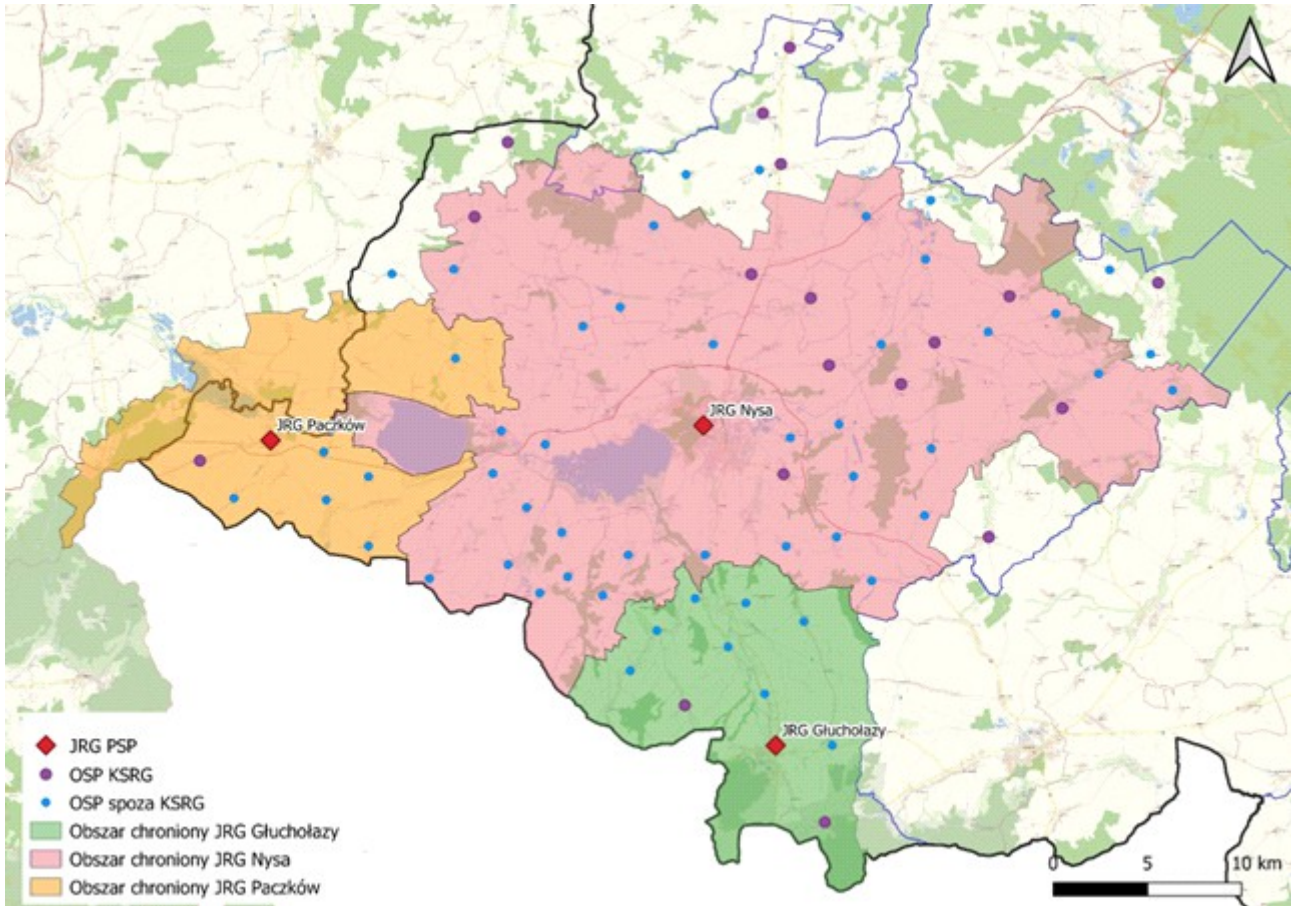 JRG Nysa
JRG Paczków
JRG Głuchołazy
JRG PSP
OSP KSRG
OSP spoza KSRG
Obszar chroniony JRG Głuchołazy
Obszar chroniony JRG Nysa
Obszar chroniony JRG Paczków
0 5 10 km